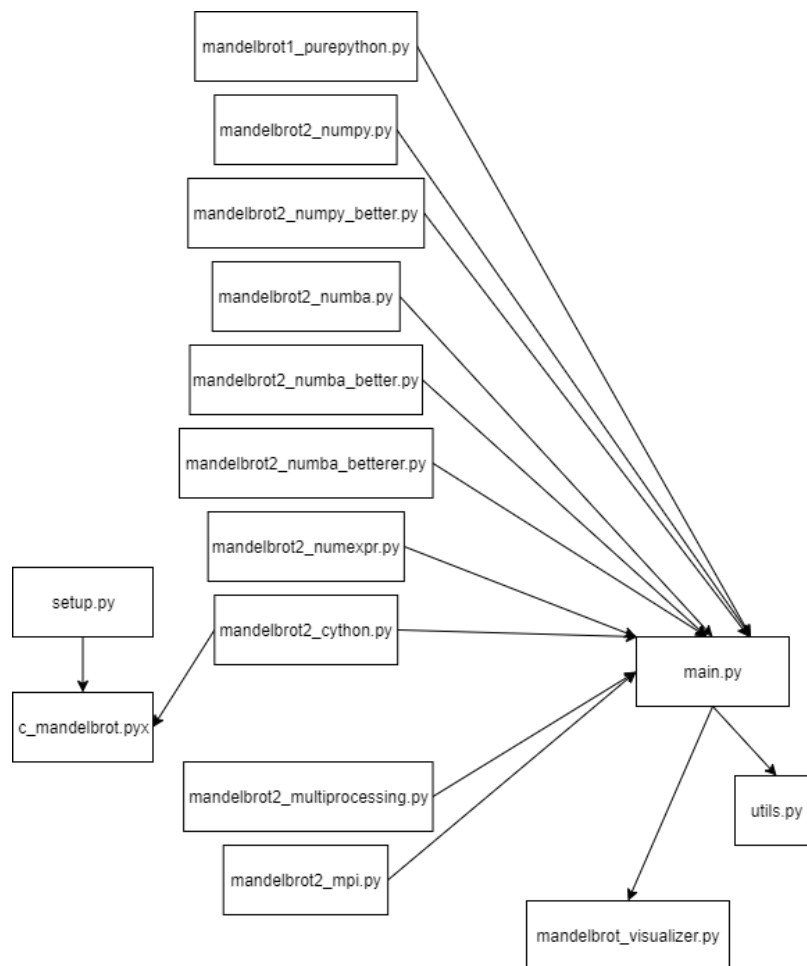 mandelbrot1_purepython.py
mandelbrot2_numpy.py
mandelbrot2_numpy_better.py
mandelbrot2_numba.py
mandelbrot2_numba_better.py
mandelbrot2_numba_betterer.py
mandelbrot2_numexpr.py
setup.py
mandelbrot2_cython.py
main.py
c_mandelbrot.pyx
mandelbrot2_multiprocessing.py
utils.py
mandelbrot2_mpi.py
mandelbrot_visualizer.py